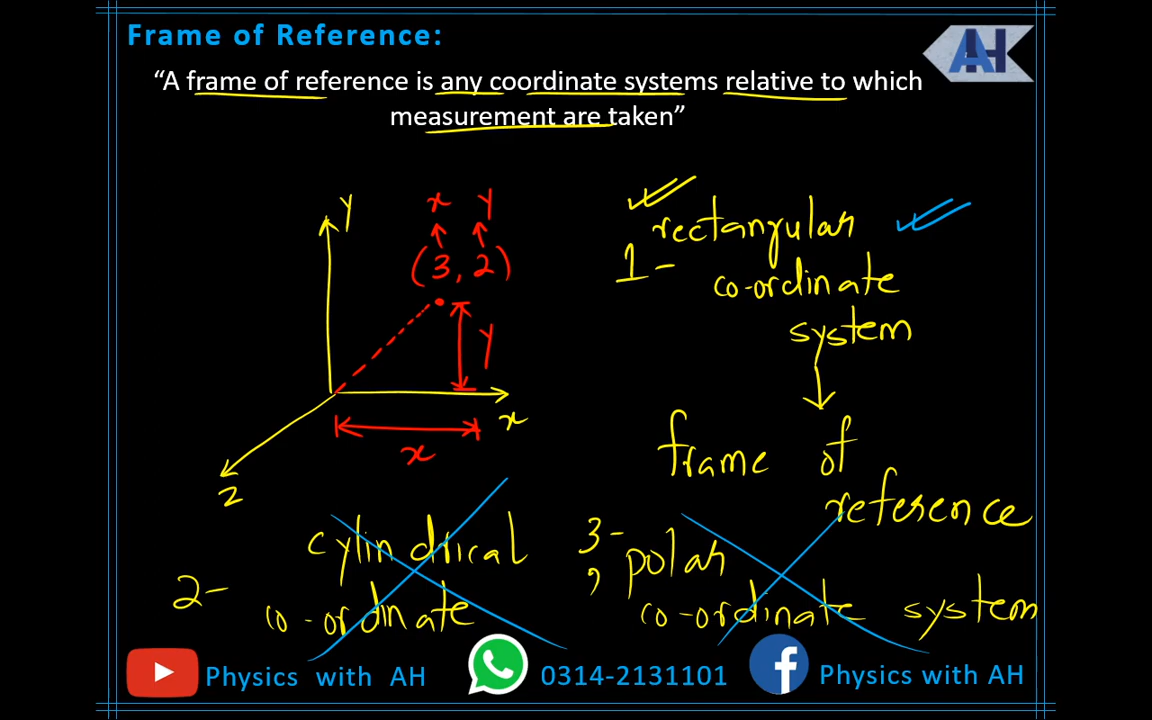 Frame of Reference:
AH
“A frame of reference is any coordinate systems relative to which
measurement are taken”
y
x y
(3, 2)
y
x
x
z
rectangular
1-
co-ordinate
system
frame of
reference
cylindrical
2-
co-ordinate
3-
, polar
co-ordinate system
Physics with AH
0314-2131101
Physics with AH